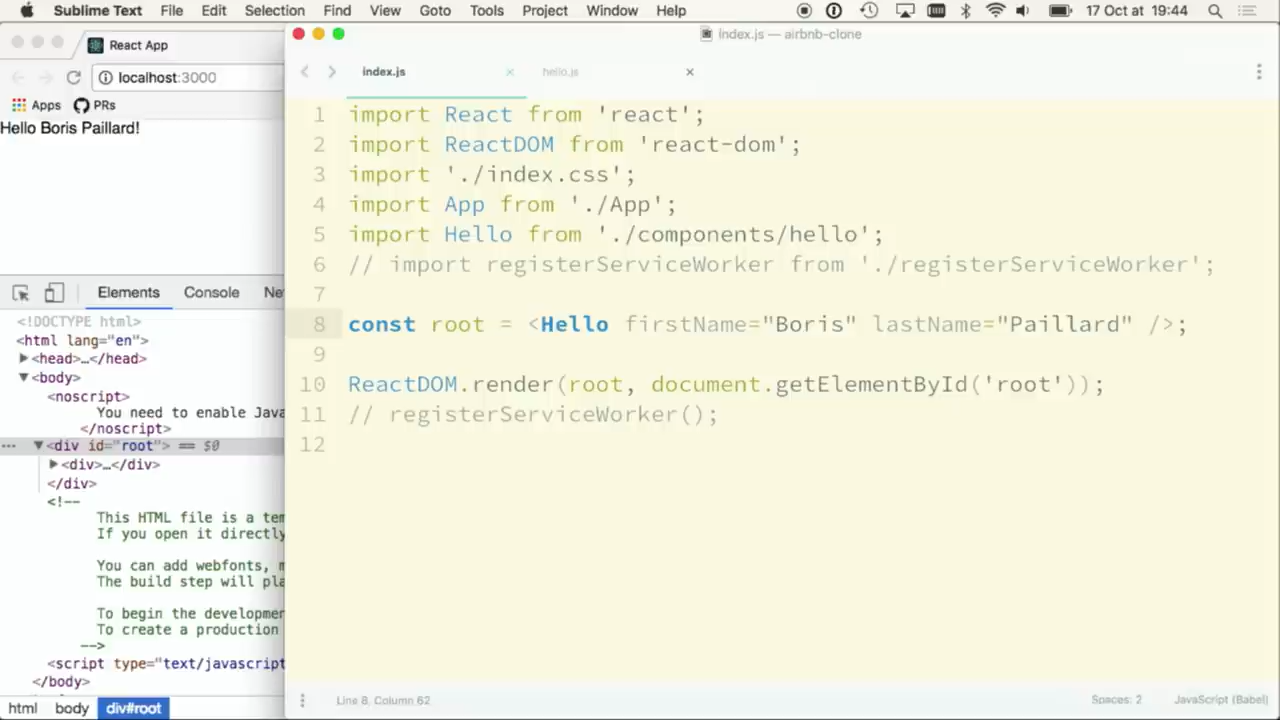 Sublime Text File Edit Selection Find View Goto Tools Project Window Help 17 Oct at 19:44
React App
localhost:3000
Apps PRs
Hello Boris Paillard!
Elements Console Ne
<!DOCTYPE html>
<html lang="en">
<head>…</head>
<body>
<noscript>
You need to enable Java
</noscript>
<div id="root"> == $0
<div>…</div>
</div>
<!--
This HTML file is a tem
If you open it directly
You can add webfonts, m
The build step will pla
To begin the developmen
To create a production
-->
<script type="text/javascript
</body>
html body div#root
index.js — airbnb-clone
index.js hello.js
1 import React from 'react';
2 import ReactDOM from 'react-dom';
3 import './index.css';
4 import App from './App';
5 import Hello from './components/hello';
6 // import registerServiceWorker from './registerServiceWorker';
7
8 const root = <Hello firstName="Boris" lastName="Paillard" />;
9
10 ReactDOM.render(root, document.getElementById('root'));
11 // registerServiceWorker();
12
Line 8, Column 62 Spaces: 2 JavaScript (Babel)